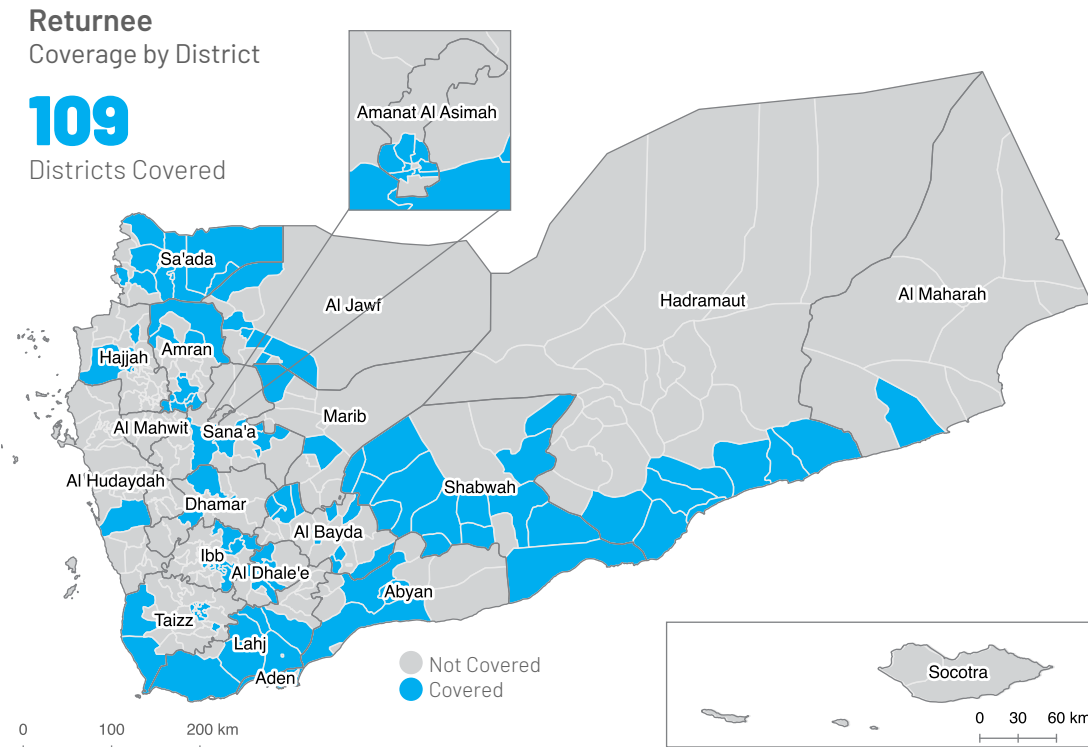 Returnee
Coverage by District
109
Districts Covered
Amanat Al Asimah
Sa'ada
Al Jawf
Hadramaut
Al Maharah
Hajjah
Amran
Marib
Al Mahwit
Sana'a
Al Hudaydah
Shabwah
Dhamar
Al Bayda
Ibb
Al Dhale'e
Abyan
Taizz
Lahj
Aden
Not Covered
Covered
Socotra
0 30 60 km
0 100 200 km